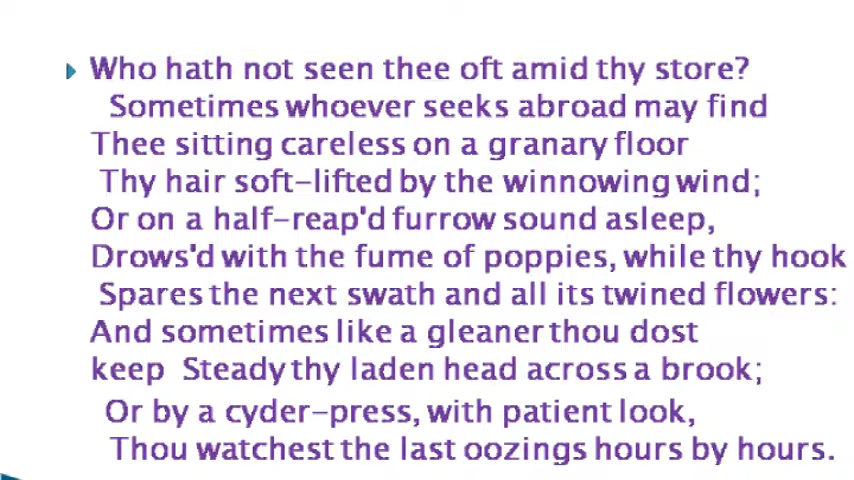 Who hath not seen thee oft amid thy store?
Sometimes whoever seeks abroad may find
Thee sitting careless on a granary floor
Thy hair soft-lifted by the winnowing wind;
Or on a half-reap'd furrow sound asleep,
Drows'd with the fume of poppies, while thy hook
Spares the next swath and all its twined flowers:
And sometimes like a gleaner thou dost
keep Steady thy laden head across a brook;
Or by a cyder-press, with patient look,
Thou watchest the last oozings hours by hours.